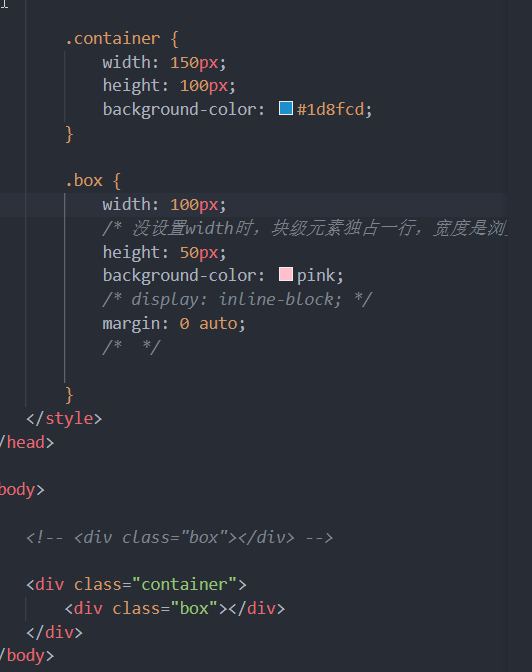 .container {
width: 150px;
height: 100px;
background-color: #1d8fcd;
}
.box {
width: 100px;
/* 没设置width时，块级元素独占一行，宽度是浏
height: 50px;
background-color: pink;
/* display: inline-block; */
margin: 0 auto;
/*  */
}
</style>
/head>
body>
<!-- <div class="box"></div> -->
<div class="container">
<div class="box"></div>
</div>
/body>